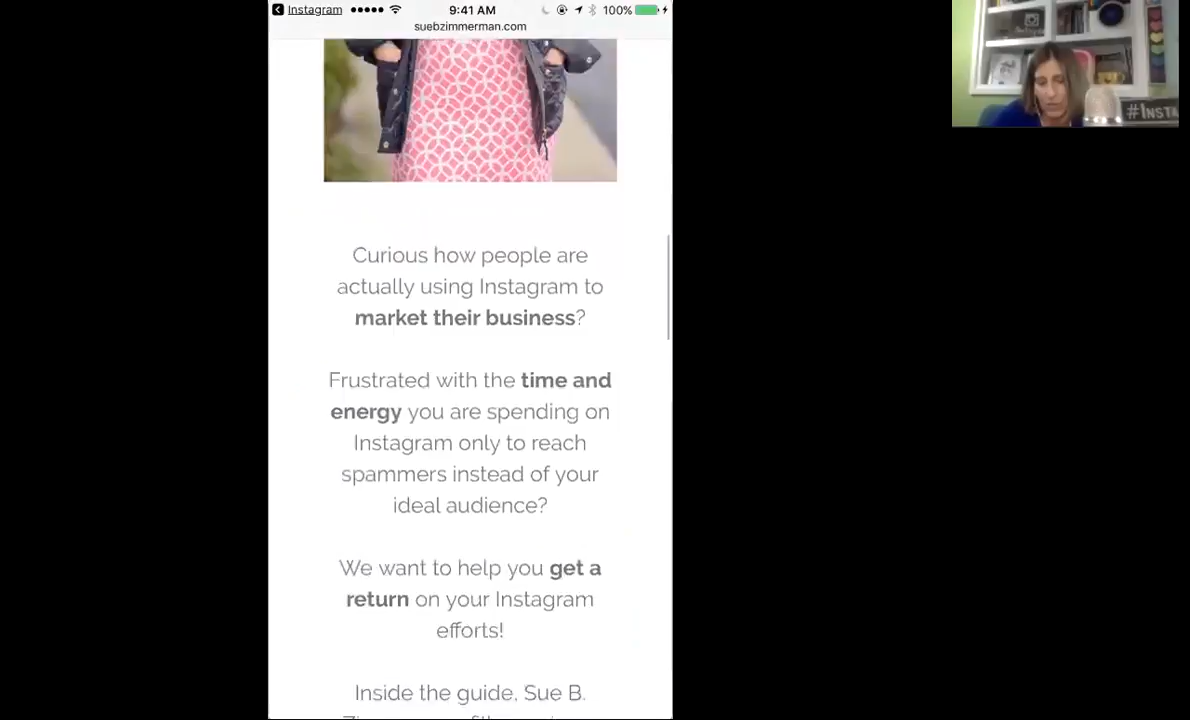 Instagram
9:41 AM
100%
suebzimmerman.com
#INSTA
Curious how people are
actually using Instagram to
market their business?
Frustrated with the time and
energy you are spending on
Instagram only to reach
spammers instead of your
ideal audience?
We want to help you get a
return on your Instagram
efforts!
Inside the guide, Sue B.